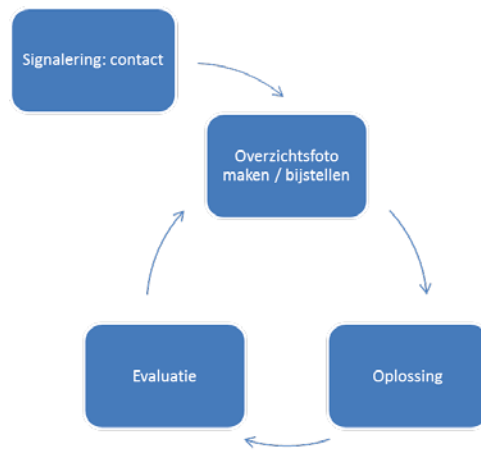 Signalering: contact
Overzichtsfoto
maken / bijstellen
Evaluatie
Oplossing